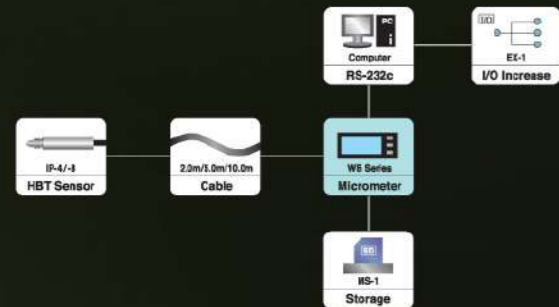 PC
Computer
RS-232c
I/O
EX-1
I/O Increase
IP-4/-8
HBT Sensor
2.0m/5.0m/10.0m
Cable
W6 Series
Micrometer
SD
MS-1
Storage